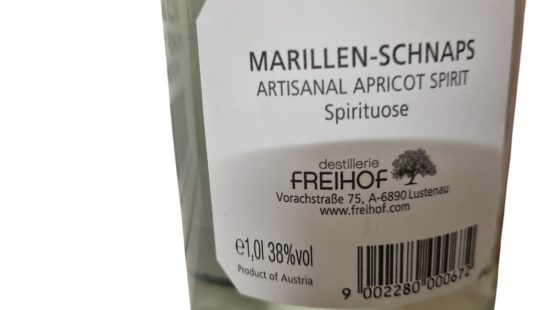 MARILLEN-SCHNAPS
ARTISANAL APRICOT SPIRIT
Spirituose
destillerie
FREIHOF
Vorachstraße 75, A-6890 Lustenau
www.freihof.com
℮1,0l 38%vol
Product of Austria
9 002280 000672